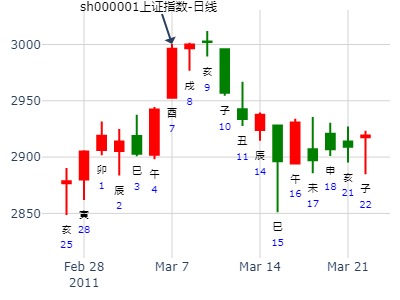 sh000001上证指数-日线
3000
2950
2900
2850
亥
25
寅
28
卯
1
辰
2
巳
3
午
4
酉
7
戌
8
亥
9
子
10
丑
11
辰
14
巳
15
午
16
未
17
申
18
亥
21
子
22
Feb 28
2011
Mar 7
Mar 14
Mar 21